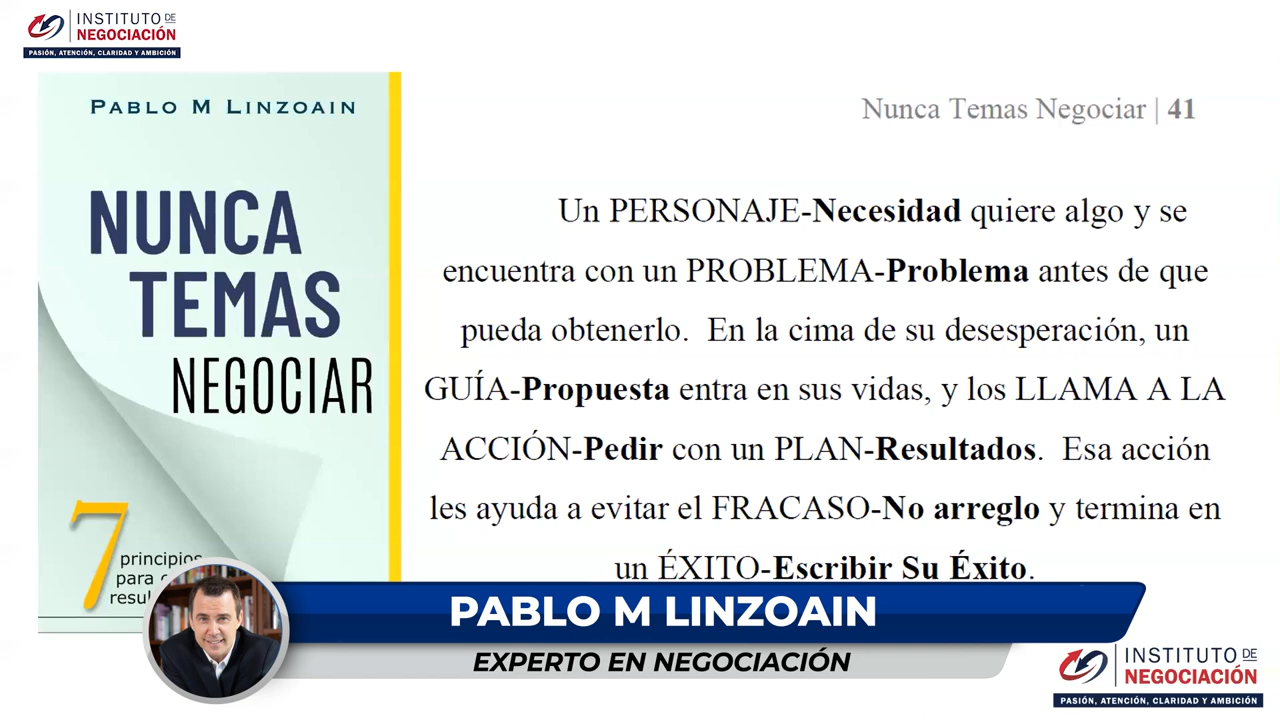 INSTITUTO DE
NEGOCIACIÓN
PASIÓN, ATENCIÓN, CLARIDAD Y AMBICIÓN
PABLO M LINZOAIN
NUNCA
TEMAS
NEGOCIAR
7
principios
para
Nunca Temas Negociar | 41
Un PERSONAJE-Necesidad quiere algo y se
encuentra con un PROBLEMA-Problema antes de que
pueda obtenerlo. En la cima de su desesperación, un
GUÍA-Propuesta entra en sus vidas, y los LLAMA A LA
ACCIÓN-Pedir con un PLAN-Resultados. Esa acción
les ayuda a evitar el FRACASO-No arreglo y termina en
un ÉXITO-Escribir Su Éxito.
PABLO M LINZOAIN
EXPERTO EN NEGOCIACIÓN
INSTITUTO DE
NEGOCIACIÓN
PASIÓN, ATENCIÓN, CLARIDAD Y AMBICIÓN